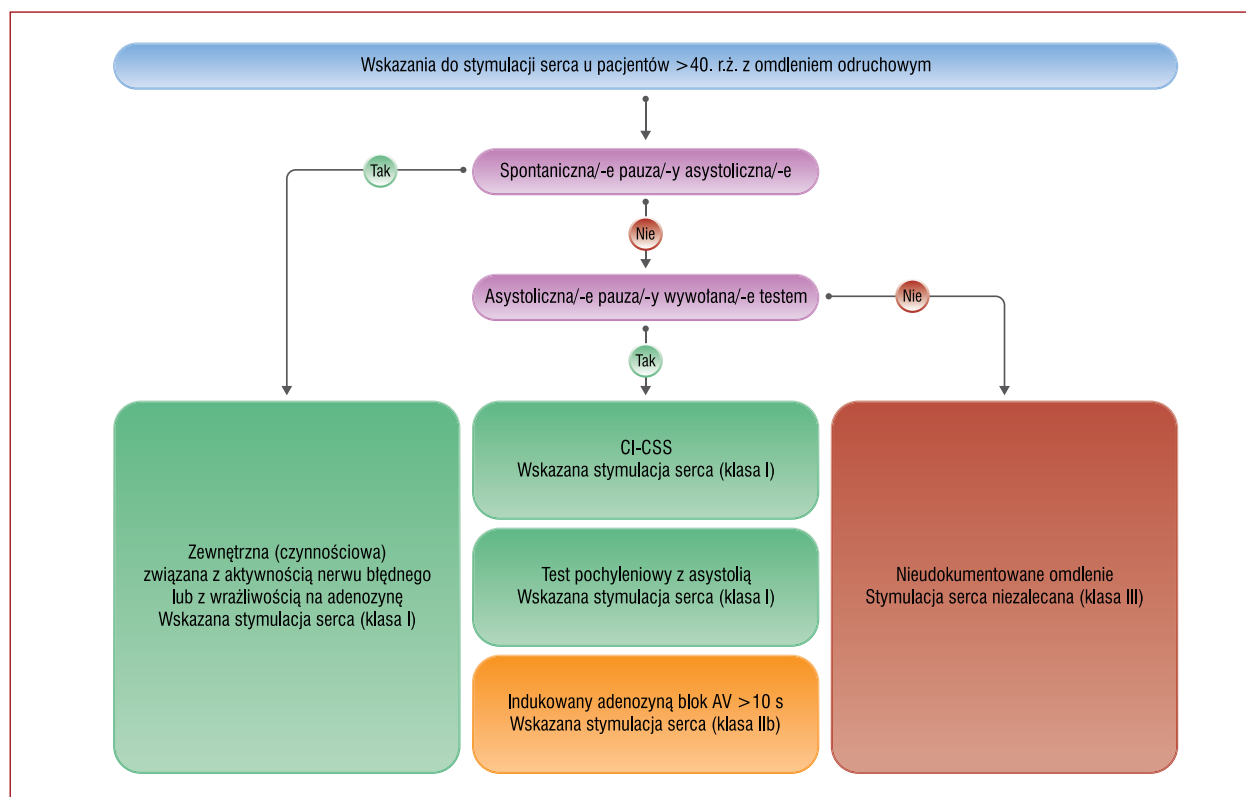 Wskazania do stymulacji serca u pacjentów >40. r.ż. z omdleniem odruchowym
Tak
Spontaniczna/-e pauza/-y asystoliczna/-e
Nie
Asystoliczna/-e pauza/-y wywołana/-e testem
Nie
Tak
Zewnętrzna (czynnościowa)
związana z aktywnością nerwu błędnego
lub z wrażliwością na adenozynę
Wskazana stymulacja serca (klasa I)
CI-CSS
Wskazana stymulacja serca (klasa I)
Test pochyleniowy z asystolią
Wskazana stymulacja serca (klasa I)
Indukowany adenozyną blok AV >10 s
Wskazana stymulacja serca (klasa IIb)
Nieudokumentowane omdlenie
Stymulacja serca niezalecana (klasa III)